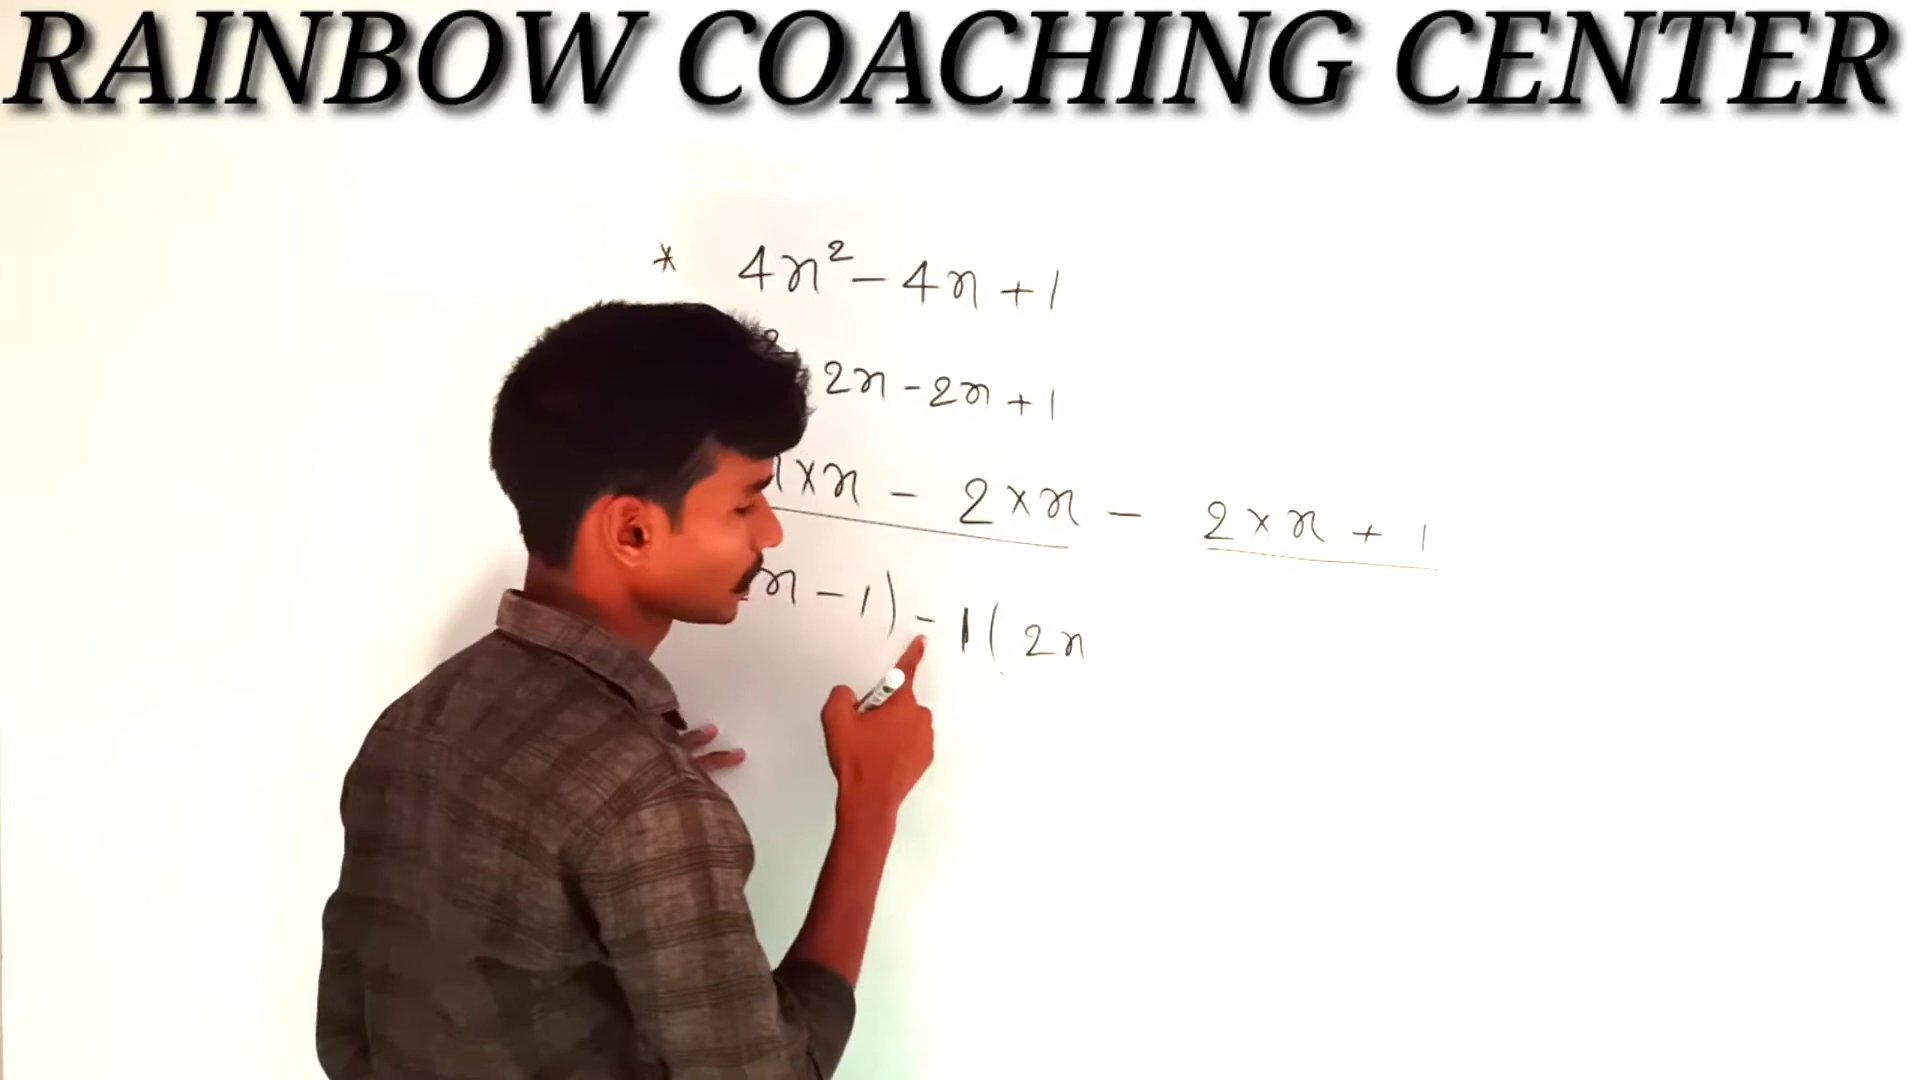 RAINBOW COACHING CENTER
* 4x² - 4x + 1
2x - 2x + 1
x × x - 2 × x - 2 × x + 1
x - 1) - 1 ( 2x